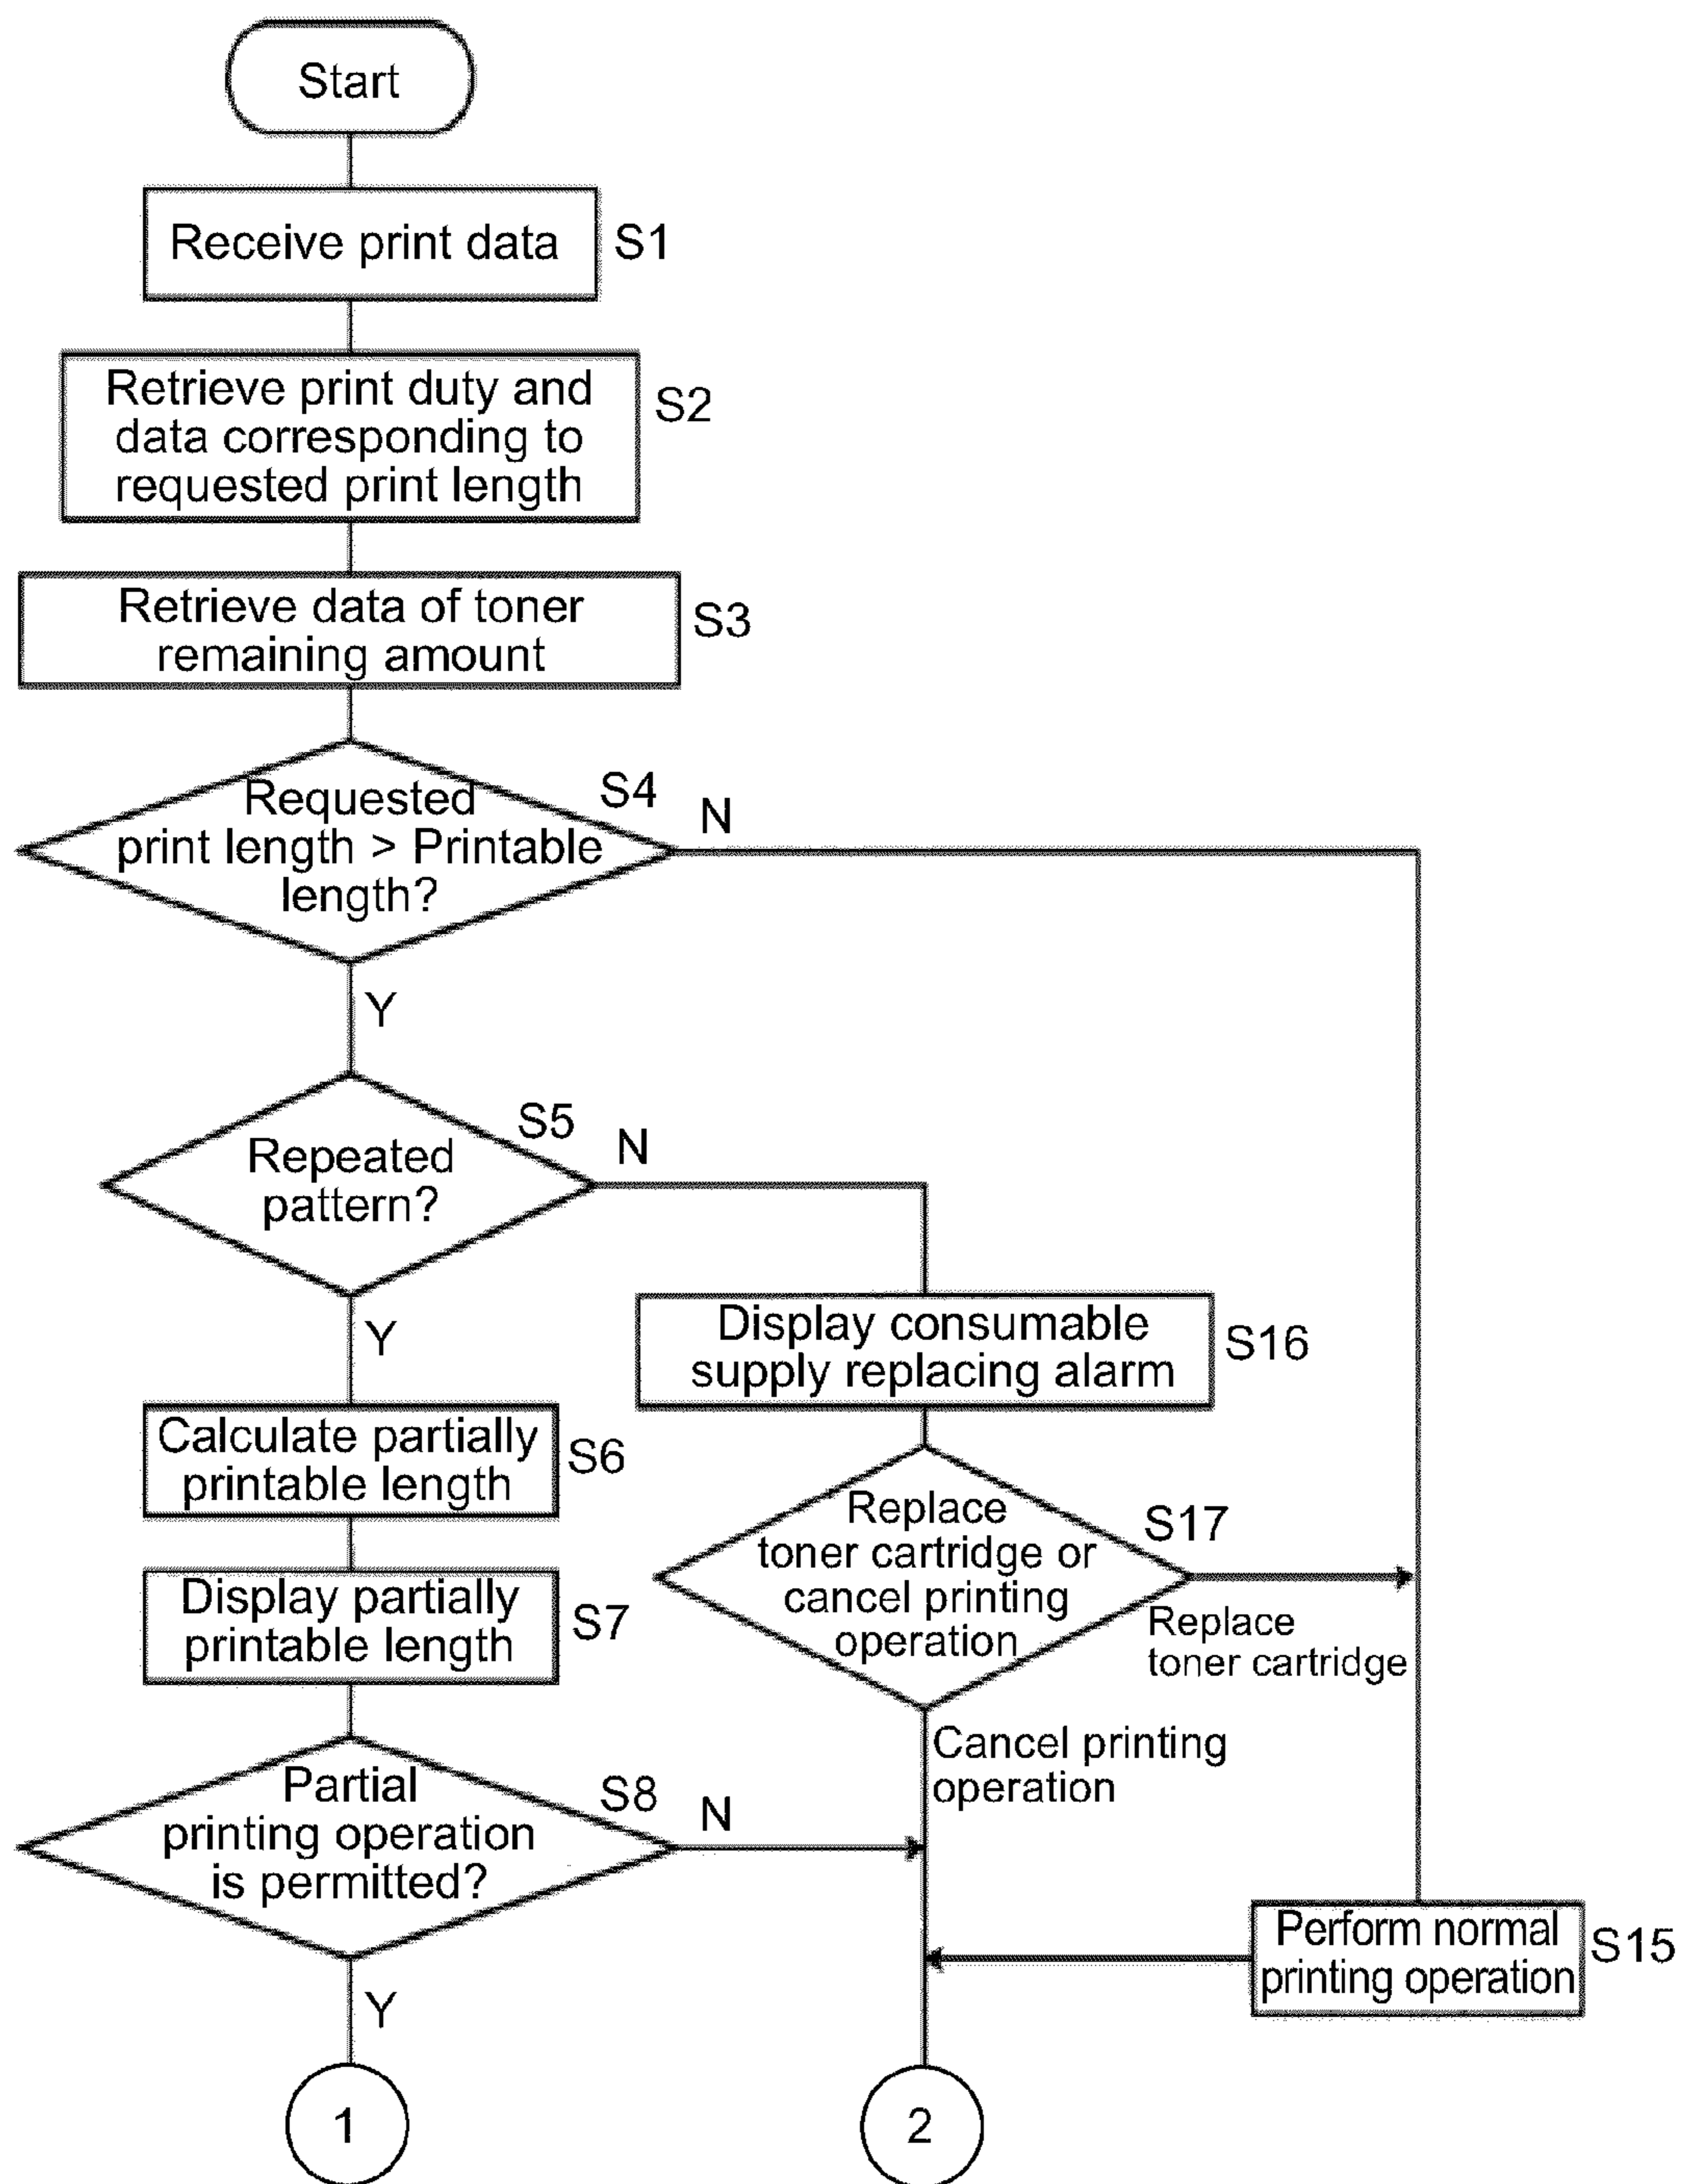 Start
Receive print data
S1
Retrieve print duty and
data corresponding to
requested print length
S2
Retrieve data of toner
remaining amount
S3
Requested
print length > Printable
length?
S4
N
Y
Repeated
pattern?
S5
N
Y
Display consumable
supply replacing alarm
S16
Calculate partially
printable length
S6
Replace
toner cartridge or
cancel printing
operation
S17
Replace
toner cartridge
Display partially
printable length
S7
Cancel printing
operation
Partial
printing operation
is permitted?
S8
N
Y
Perform normal
printing operation
S15
1
2